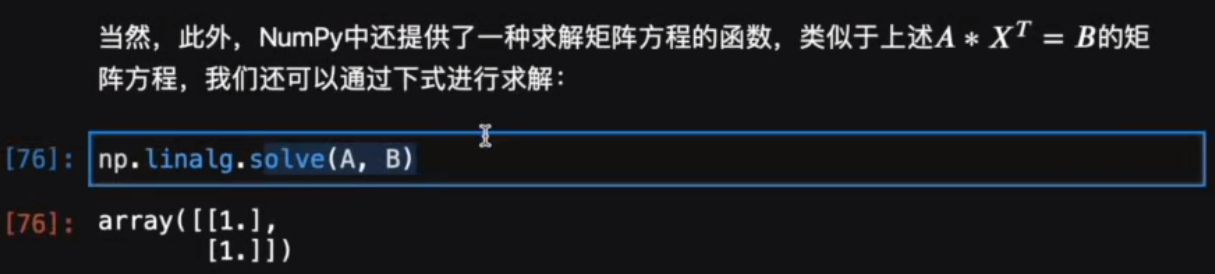 当然，此外，NumPy中还提供了一种求解矩阵方程的函数，类似于上述A * X^T = B的矩
阵方程，我们还可以通过下式进行求解：
[76]: np.linalg.solve(A, B)
[76]: array([[1.],
[1.]])